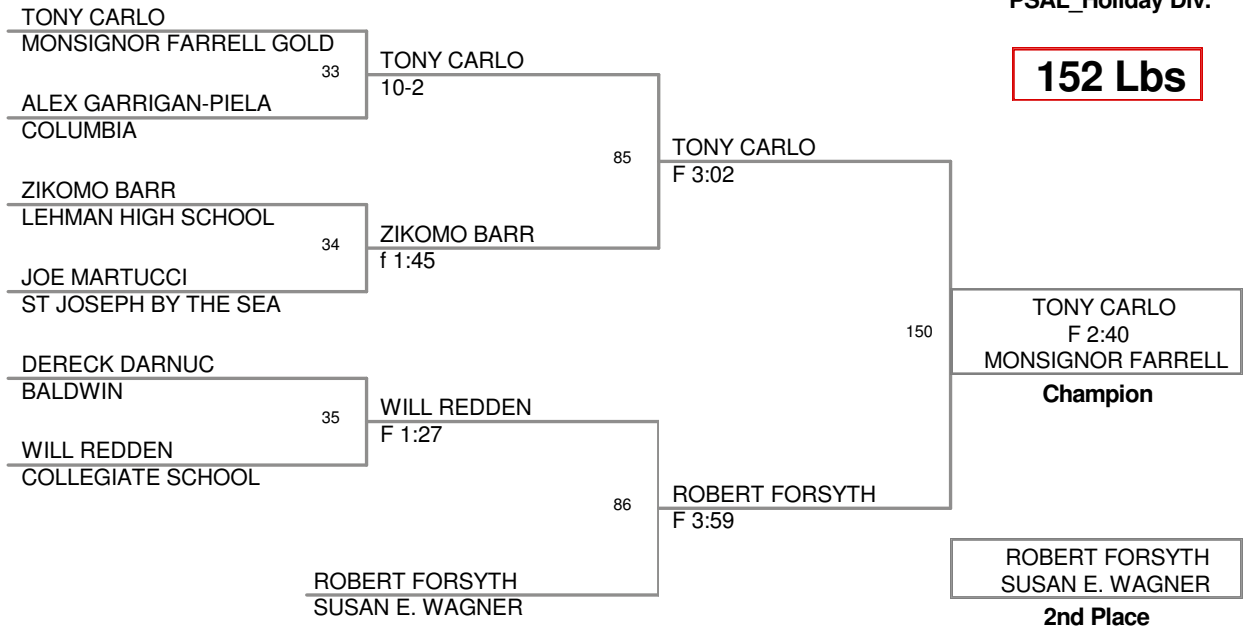 PSAL_Holiday Div.
152 Lbs
TONY CARLO
MONSIGNOR FARRELL GOLD
33
ALEX GARRIGAN-PIELA
COLUMBIA
TONY CARLO
10-2
ZIKOMO BARR
LEHMAN HIGH SCHOOL
34
JOE MARTUCCI
ST JOSEPH BY THE SEA
ZIKOMO BARR
f 1:45
85
TONY CARLO
F 3:02
DERECK DARNUC
BALDWIN
35
WILL REDDEN
COLLEGIATE SCHOOL
WILL REDDEN
F 1:27
86
ROBERT FORSYTH
SUSAN E. WAGNER
ROBERT FORSYTH
F 3:59
150
TONY CARLO
F 2:40
MONSIGNOR FARRELL
Champion
ROBERT FORSYTH
SUSAN E. WAGNER
2nd Place